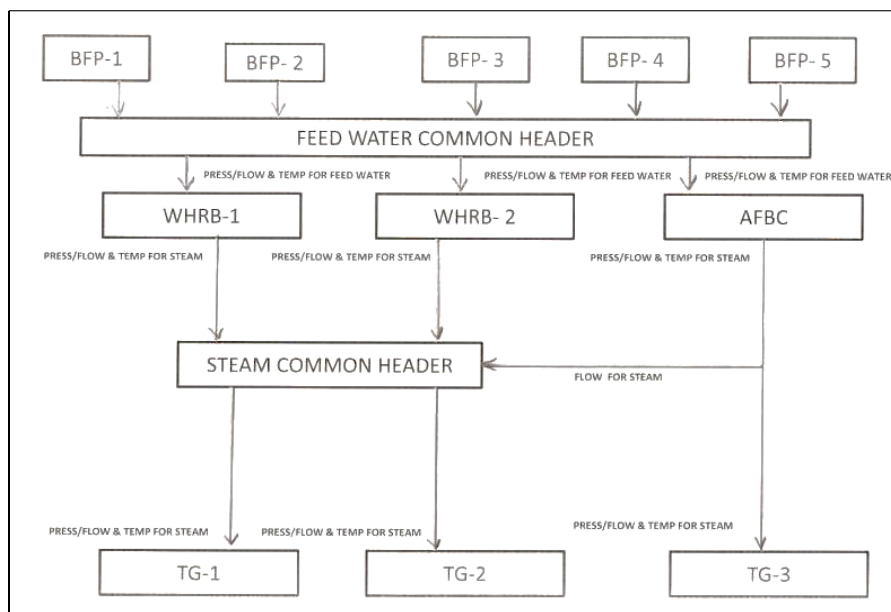 BFP-1
BFP- 2
BFP- 3
BFP- 4
BFP- 5
FEED WATER COMMON HEADER
PRESS/FLOW & TEMP FOR FEED WATER
PRESS/FLOW & TEMP FOR FEED WATER
PRESS/FLOW & TEMP FOR FEED WATER
WHRB-1
WHRB- 2
AFBC
PRESS/FLOW & TEMP FOR STEAM
PRESS/FLOW & TEMP FOR STEAM
PRESS/FLOW & TEMP FOR STEAM
STEAM COMMON HEADER
FLOW FOR STEAM
PRESS/FLOW & TEMP FOR STEAM
PRESS/FLOW & TEMP FOR STEAM
PRESS/FLOW & TEMP FOR STEAM
TG-1
TG-2
TG-3